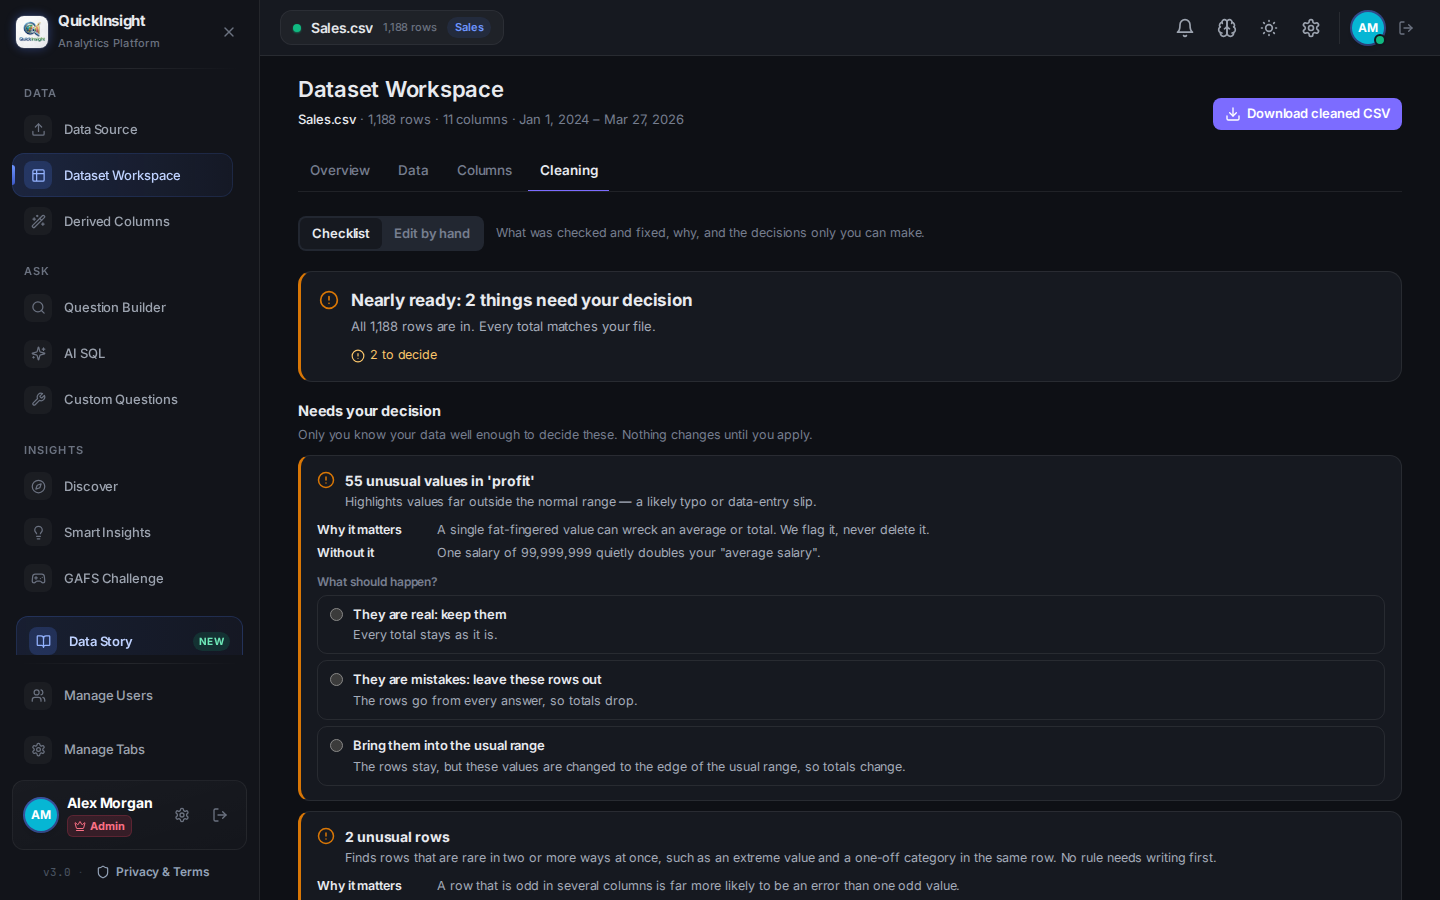 QuickInsight
Analytics Platform
DATA
Data Source
Dataset Workspace
Derived Columns
ASK
Question Builder
AI SQL
Custom Questions
INSIGHTS
Discover
Smart Insights
GAFS Challenge
Data Story NEW
Manage Users
Manage Tabs
AM Alex Morgan
Admin
v3.0 · Privacy & Terms
Sales.csv 1,188 rows Sales
AM
Dataset Workspace
Sales.csv · 1,188 rows · 11 columns · Jan 1, 2024 – Mar 27, 2026
Download cleaned CSV
Overview Data Columns Cleaning
Checklist Edit by hand What was checked and fixed, why, and the decisions only you can make.
Nearly ready: 2 things need your decision
All 1,188 rows are in. Every total matches your file.
2 to decide
Needs your decision
Only you know your data well enough to decide these. Nothing changes until you apply.
55 unusual values in 'profit'
Highlights values far outside the normal range — a likely typo or data-entry slip.
Why it matters A single fat-fingered value can wreck an average or total. We flag it, never delete it.
Without it One salary of 99,999,999 quietly doubles your "average salary".
What should happen?
They are real: keep them
Every total stays as it is.
They are mistakes: leave these rows out
The rows go from every answer, so totals drop.
Bring them into the usual range
The rows stay, but these values are changed to the edge of the usual range, so totals change.
2 unusual rows
Finds rows that are rare in two or more ways at once, such as an extreme value and a one-off category in the same row. No rule needs writing first.
Why it matters A row that is odd in several columns is far more likely to be an error than one odd value.